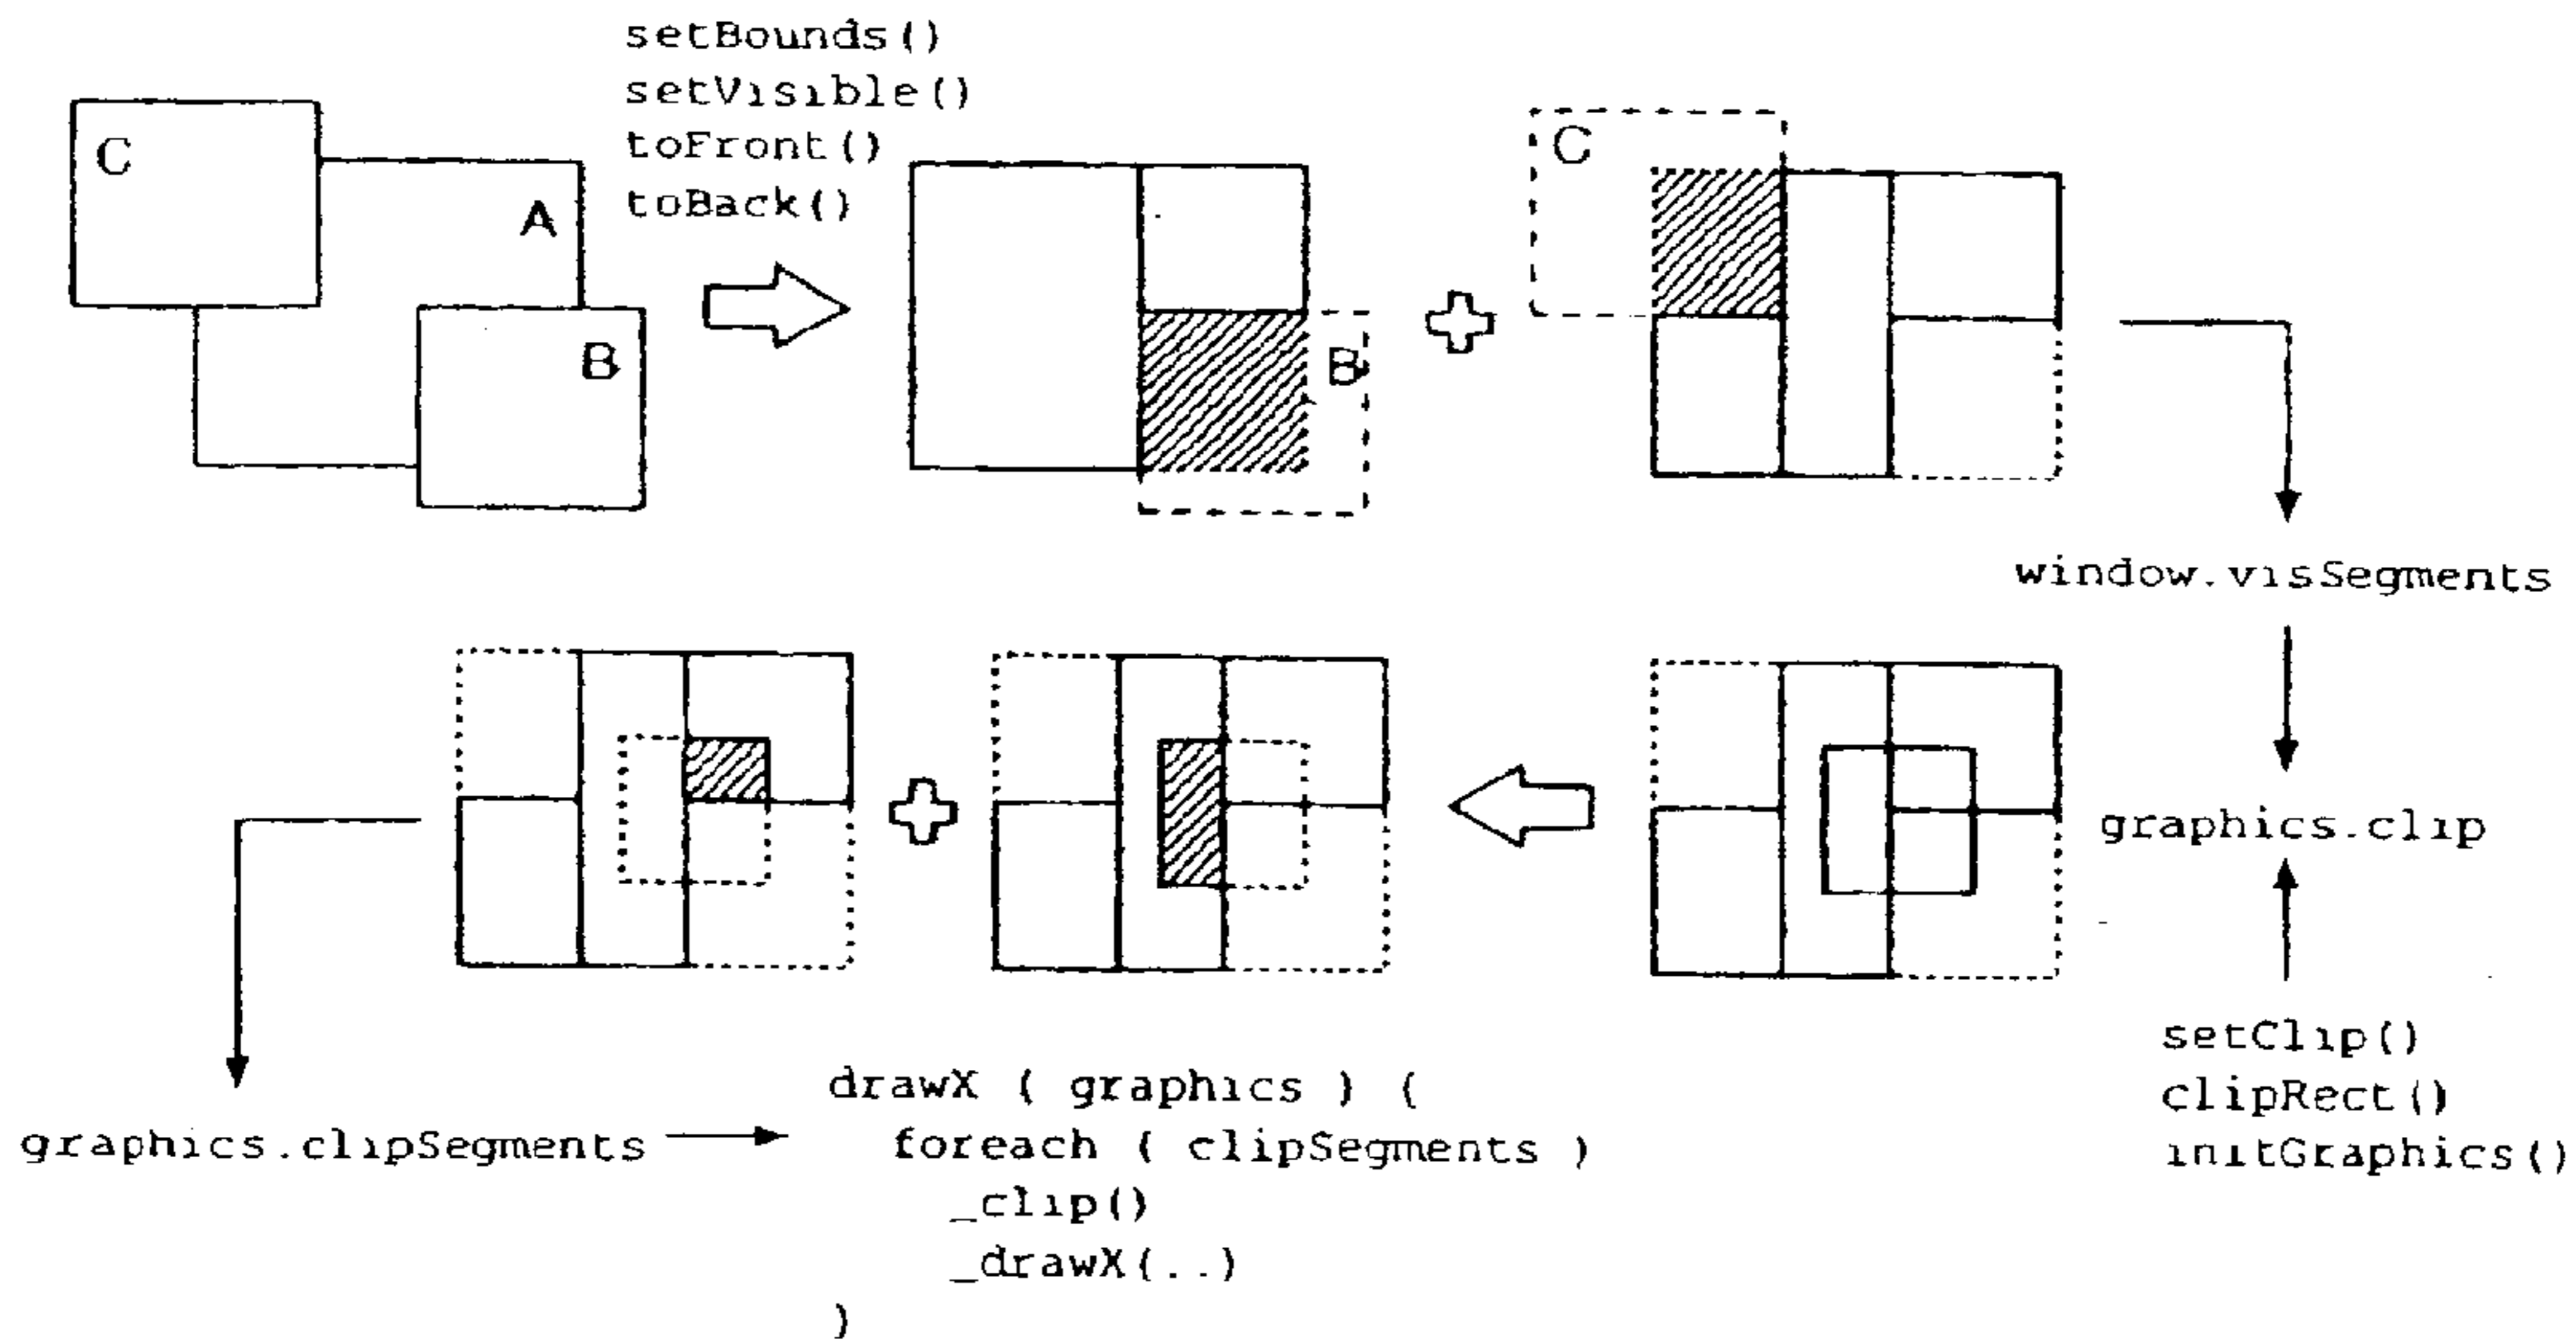 setBounds()
setVisible()
toFront()
toBack()
C
A
B
B
C
window.visSegments
graphics.clip
setClip()
clipRect()
initGraphics()
graphics.clipSegments
drawX ( graphics ) {
foreach ( clipSegments )
_clip()
_drawX(..)
}